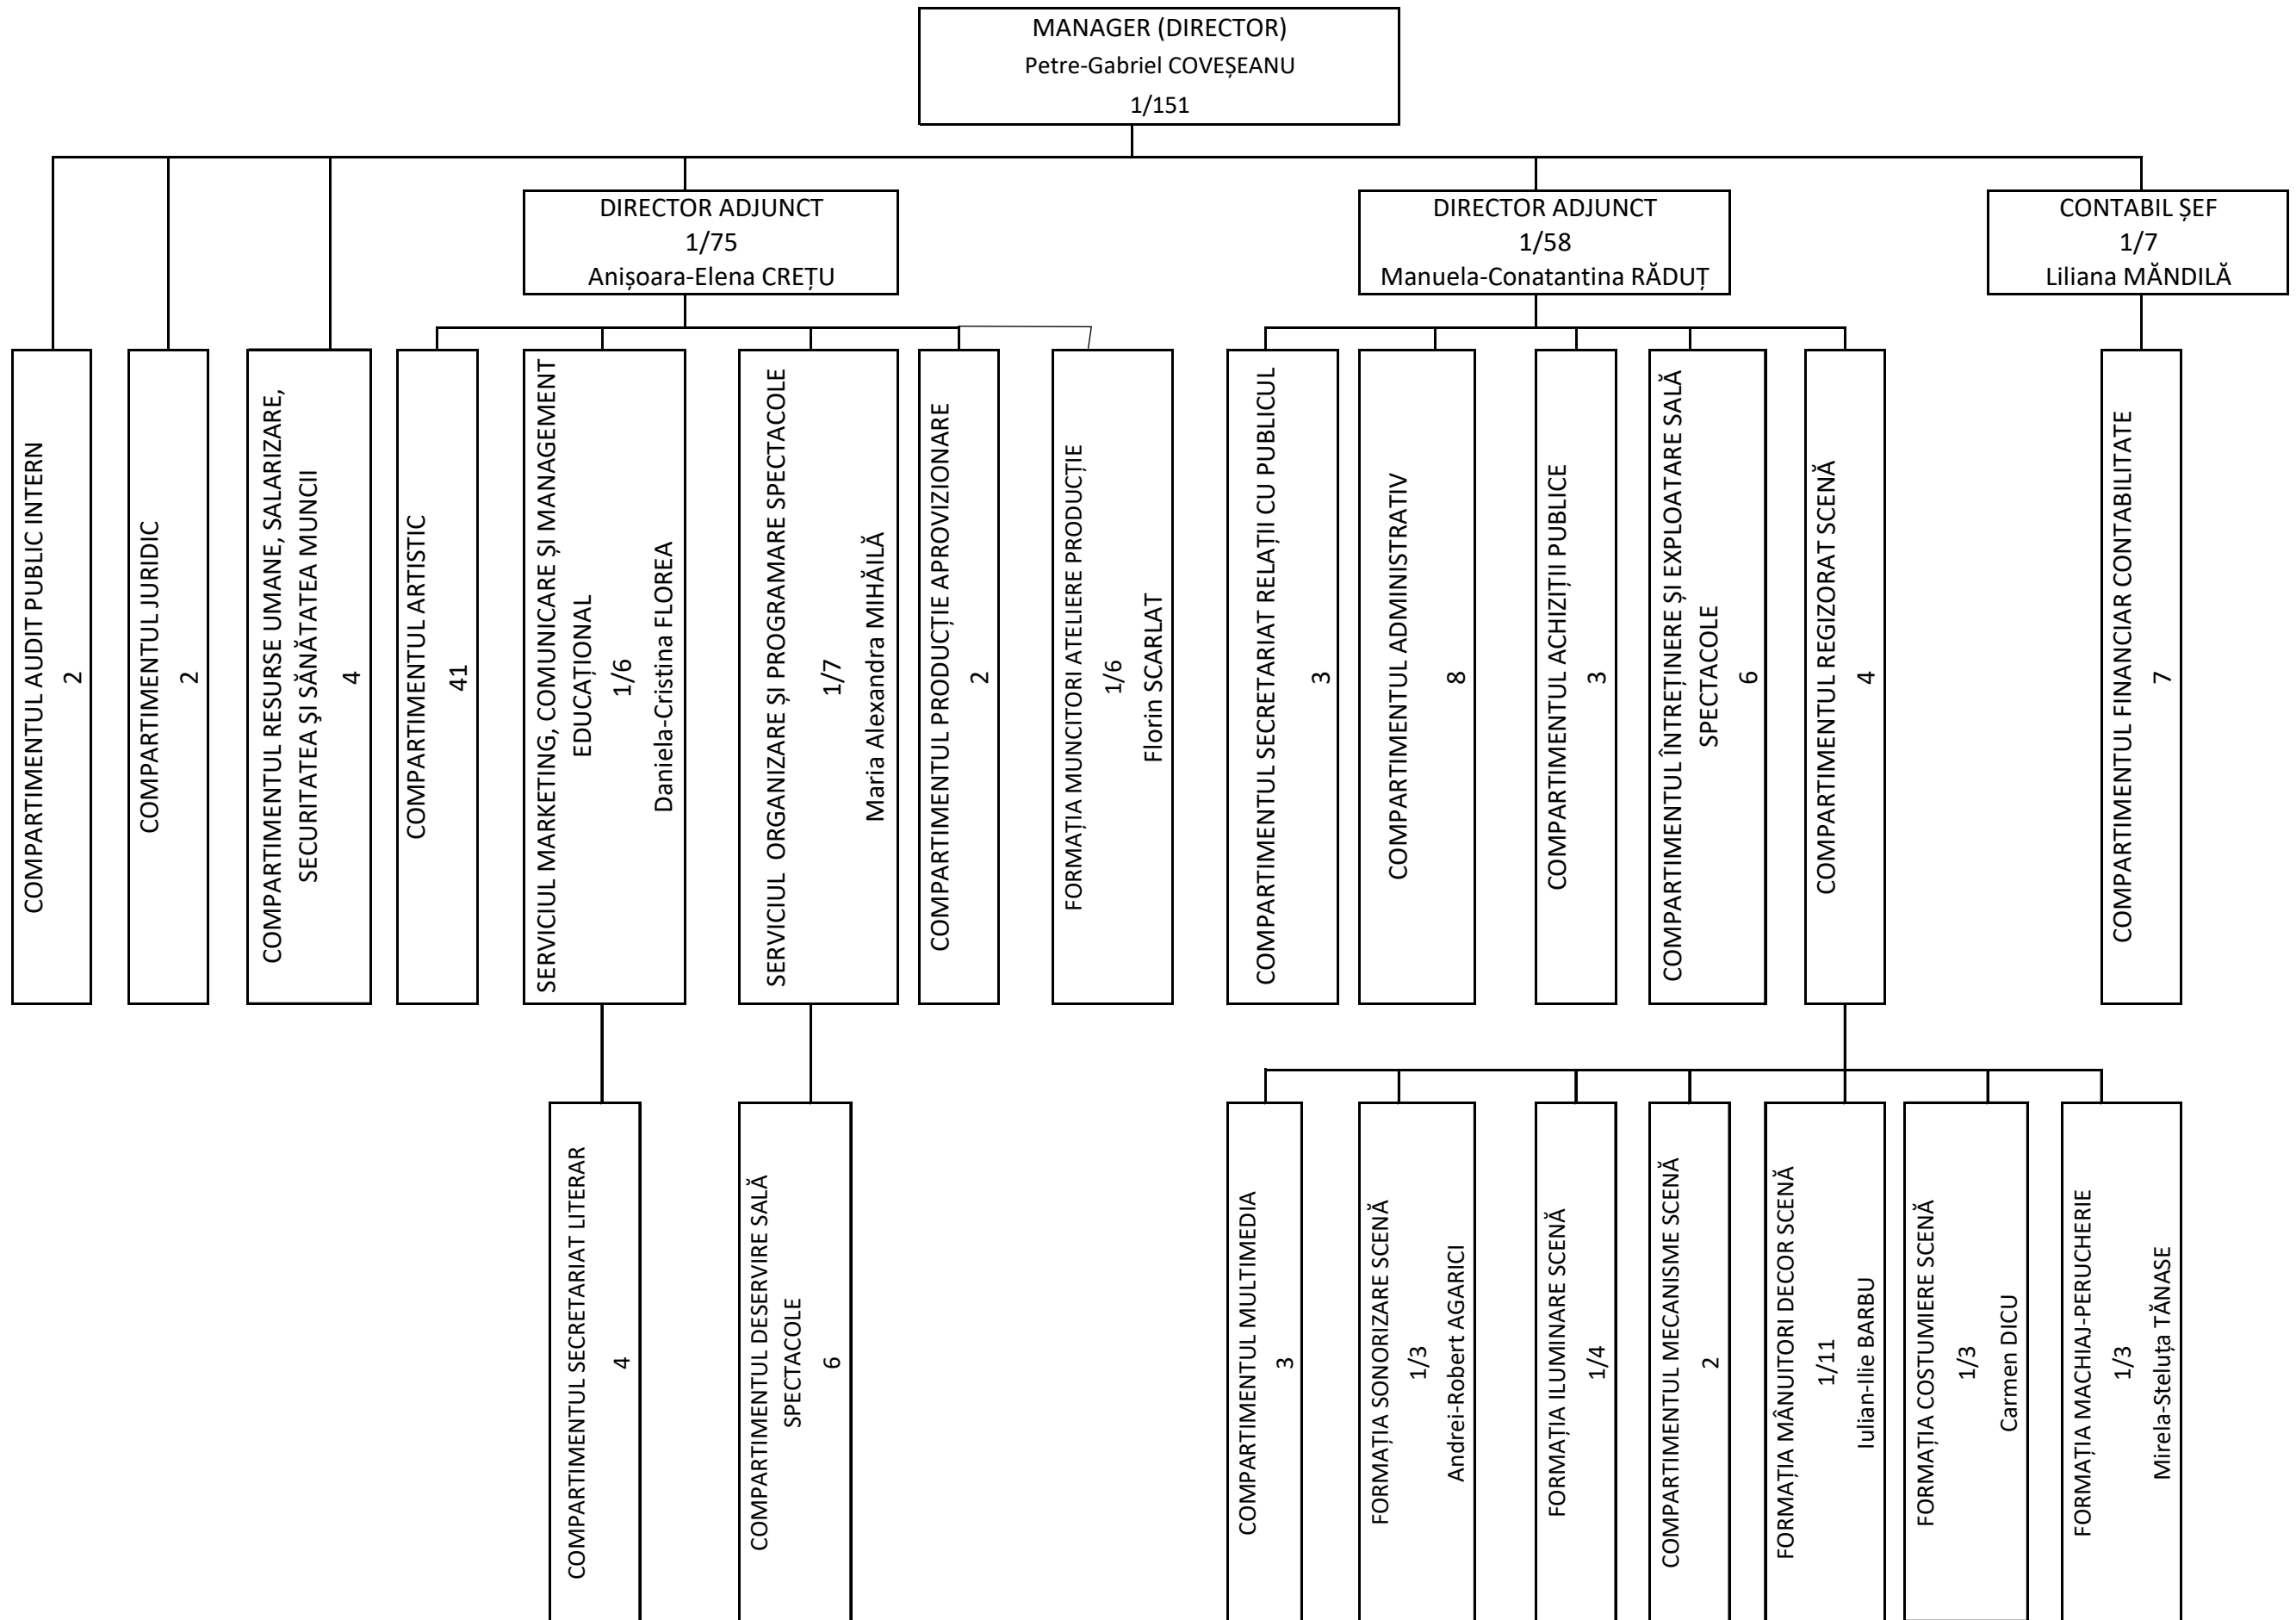 MANAGER (DIRECTOR)
Petre-Gabriel COVEȘEANU
1/151
DIRECTOR ADJUNCT
1/75
Anișoara-Elena CREȚU
DIRECTOR ADJUNCT
1/58
Manuela-Conatantina RĂDUȚ
CONTABIL ȘEF
1/7
Liliana MĂNDILĂ
COMPARTIMENTUL AUDIT PUBLIC INTERN
2
COMPARTIMENTUL JURIDIC
2
COMPARTIMENTUL RESURSE UMANE, SALARIZARE,
SECURITATEA ŞI SĂNĂTATEA MUNCII
4
COMPARTIMENTUL ARTISTIC
41
SERVICIUL MARKETING, COMUNICARE ȘI MANAGEMENT
EDUCAȚIONAL
1/6
Daniela-Cristina FLOREA
SERVICIUL ORGANIZARE ȘI PROGRAMARE SPECTACOLE
1/7
Maria Alexandra MIHĂILĂ
COMPARTIMENTUL PRODUCȚIE APROVIZIONARE
2
FORMAȚIA MUNCITORI ATELIERE PRODUCȚIE
1/6
Florin SCARLAT
COMPARTIMENTUL SECRETARIAT RELAȚII CU PUBLICUL
3
COMPARTIMENTUL ADMINISTRATIV
8
COMPARTIMENTUL ACHIZIȚII PUBLICE
3
COMPARTIMENTUL ÎNTREȚINERE ȘI EXPLOATARE SALĂ
SPECTACOLE
6
COMPARTIMENTUL REGIZORAT SCENĂ
4
COMPARTIMENTUL FINANCIAR CONTABILITATE
7
COMPARTIMENTUL SECRETARIAT LITERAR
4
COMPARTIMENTUL DESERVIRE SALĂ
SPECTACOLE
6
COMPARTIMENTUL MULTIMEDIA
3
FORMAȚIA SONORIZARE SCENĂ
1/3
Andrei-Robert AGARICI
FORMAȚIA ILUMINARE SCENĂ
1/4
COMPARTIMENTUL MECANISME SCENĂ
2
FORMAȚIA MÂNUITORI DECOR SCENĂ
1/11
Iulian-Ilie BARBU
FORMAȚIA COSTUMIERE SCENĂ
1/3
Carmen DICU
FORMAȚIA MACHIAJ-PERUCHERIE
1/3
Mirela-Steluța TĂNASE